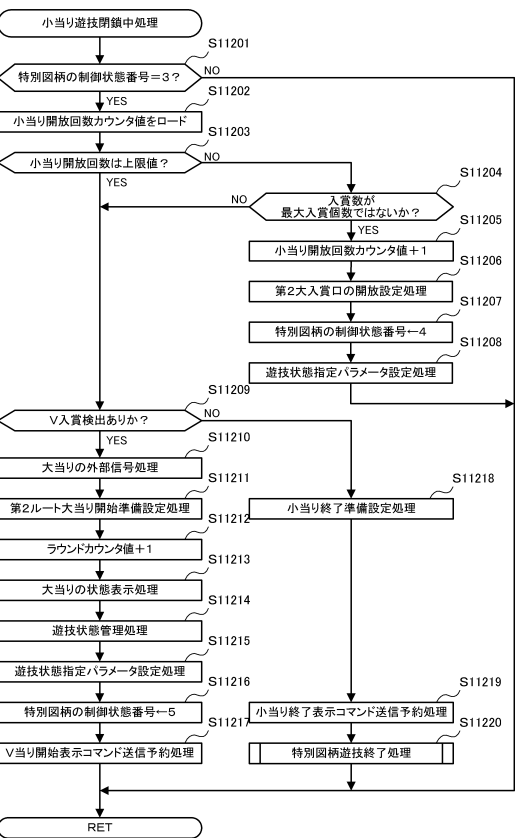 小当り遊技閉鎖中処理
S11201
特別図柄の制御状態番号＝3？
NO
YES
S11202
小当り開放回数カウンタ値をロード
S11203
小当り開放回数は上限値？
NO
YES
S11204
入賞数が
最大入賞個数ではないか？
NO
YES
S11205
小当り開放回数カウンタ値＋1
S11206
第2大入賞口の開放設定処理
S11207
特別図柄の制御状態番号←4
S11208
遊技状態指定パラメータ設定処理
S11209
V入賞検出ありか？
NO
YES
S11210
大当りの外部信号処理
S11211
第2ルート大当り開始準備設定処理
S11212
ラウンドカウンタ値＋1
S11213
大当りの状態表示処理
S11214
遊技状態管理処理
S11215
遊技状態指定パラメータ設定処理
S11216
特別図柄の制御状態番号←5
S11217
V当り開始表示コマンド送信予約処理
S11218
小当り終了準備設定処理
S11219
小当り終了表示コマンド送信予約処理
S11220
特別図柄遊技終了処理
RET